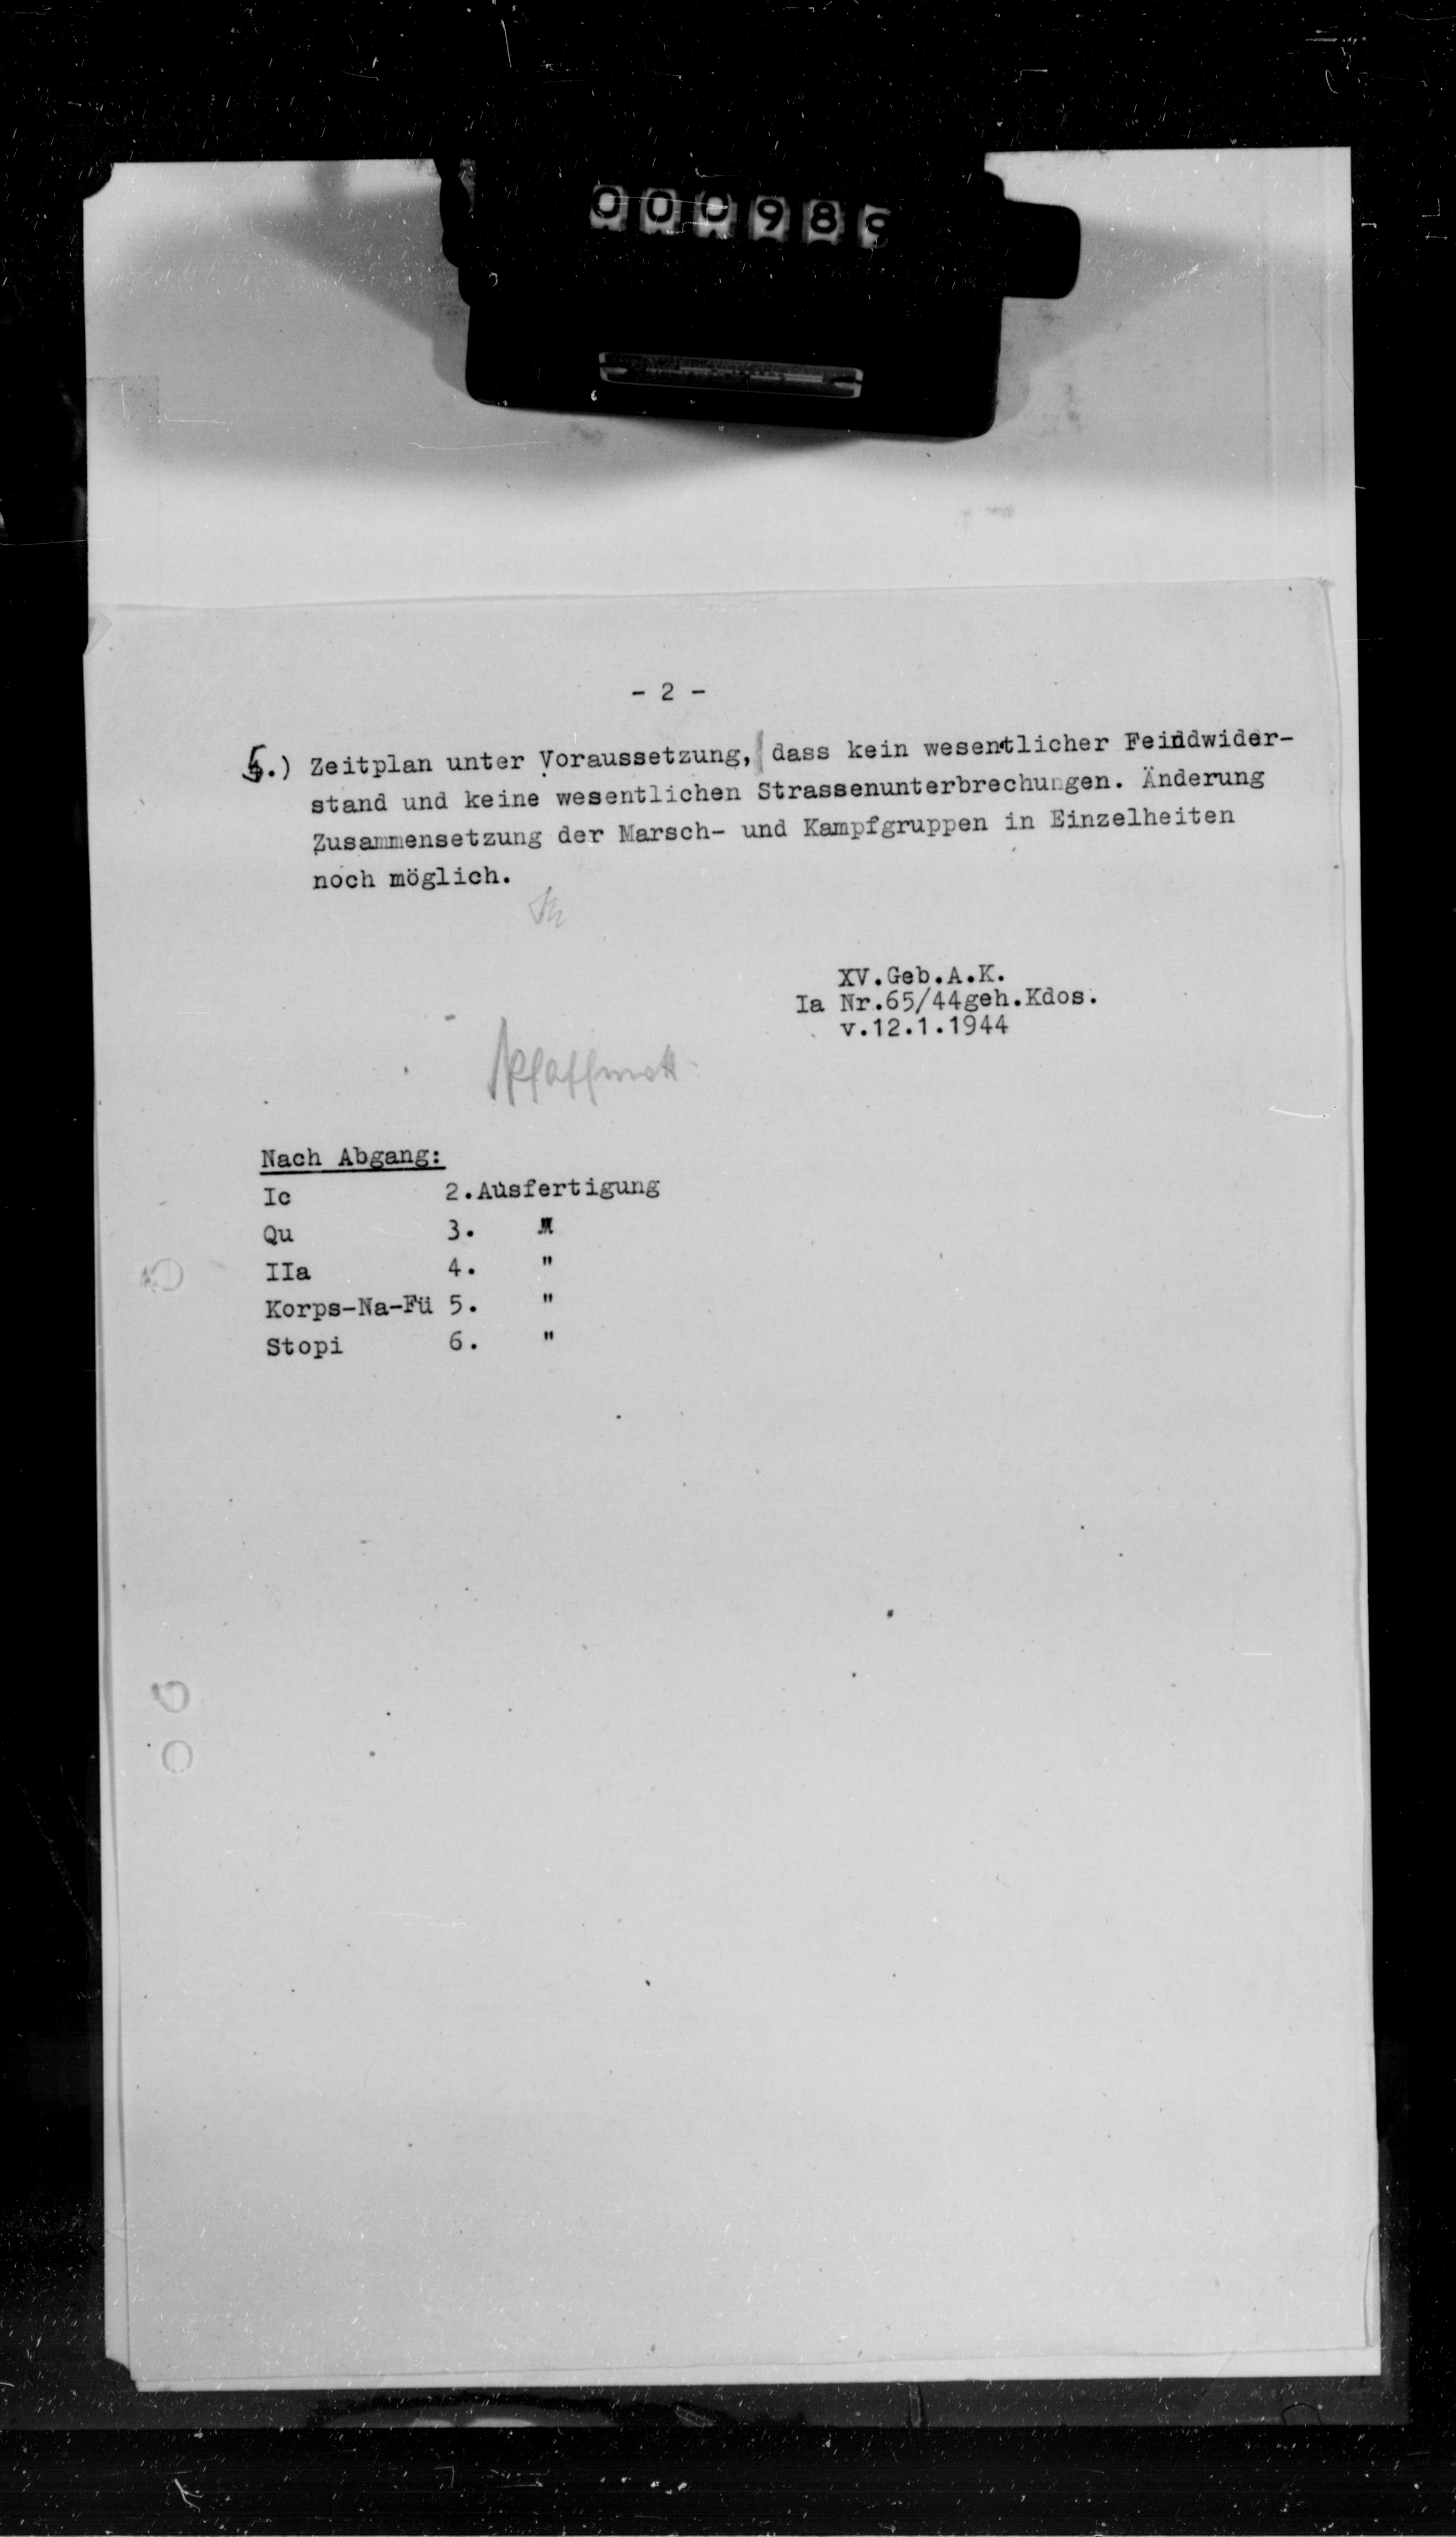 00098
- 2 -
5.) Zeitplan unter Voraussetzung, dass kein wesentlicher Feindwider-
stand und keine wesentlichen Strassenunterbrechungen. Änderung
Zusammensetzung der Marsch- und Kampfgruppen in Einzelheiten
noch möglich.
XV.Geb.A.K.
Ia Nr.65/44geh.Kdos.
v.12.1.1944
Nach Abgang:
Ic 2.Ausfertigung
Qu 3. "
IIa 4. "
Korps-Na-Fü 5. "
Stopi 6. "